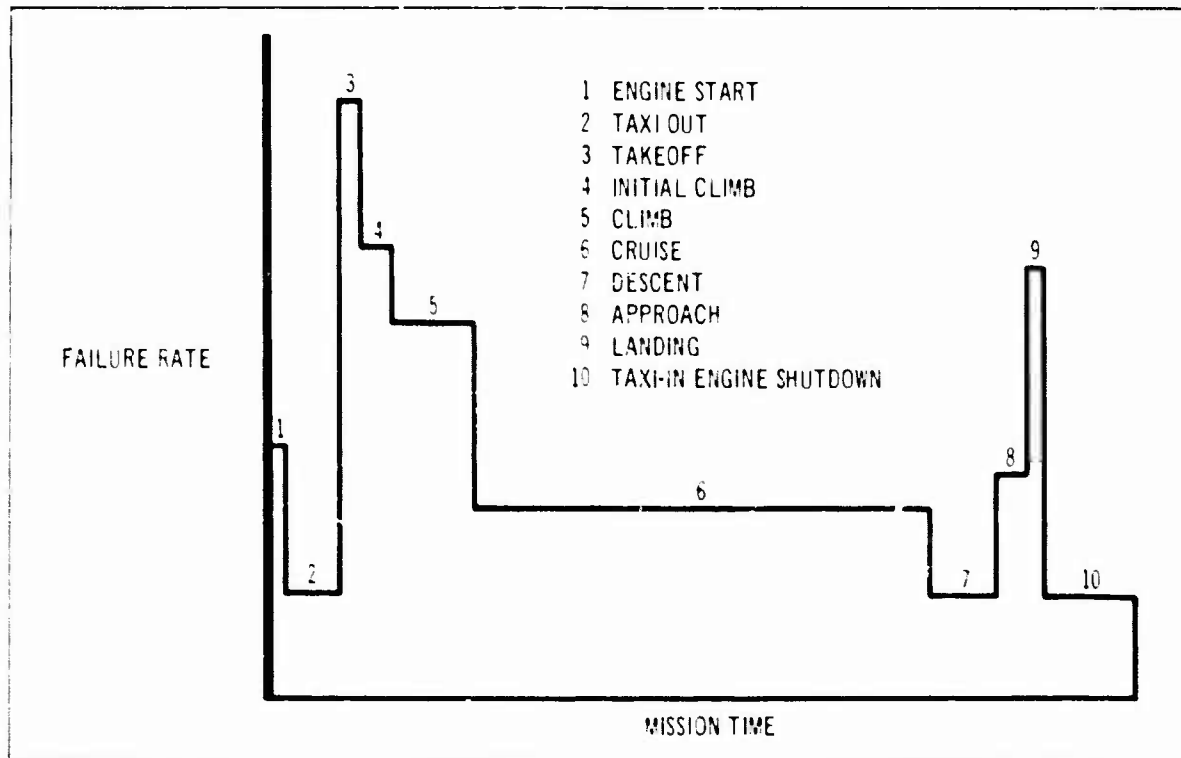 3
1 ENGINE START
2 TAXI OUT
3 TAKEOFF
4 INITIAL CLIMB
5 CLIMB
6 CRUISE
7 DESCENT
8 APPROACH
9 LANDING
10 TAXI-IN ENGINE SHUTDOWN
4
9
5
FAILURE RATE
1
8
6
2
7
10
MISSION TIME